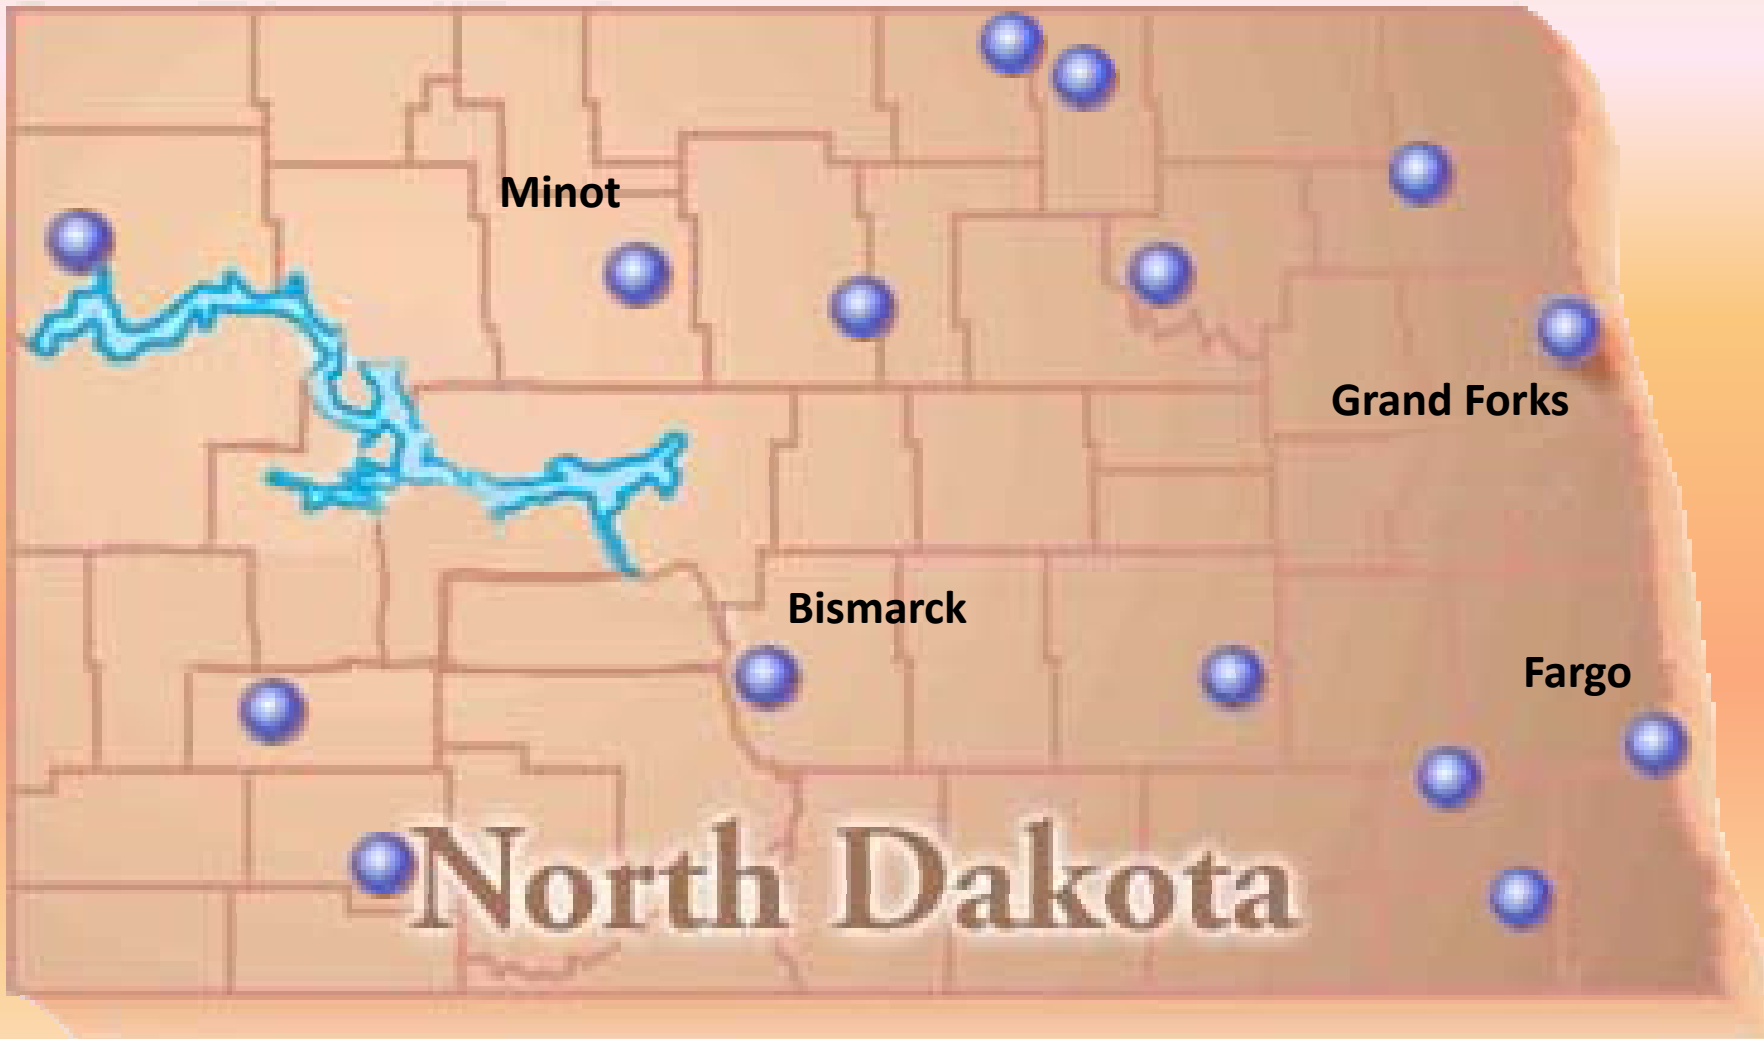 Minot
Grand Forks
Bismarck
Fargo
North Dakota